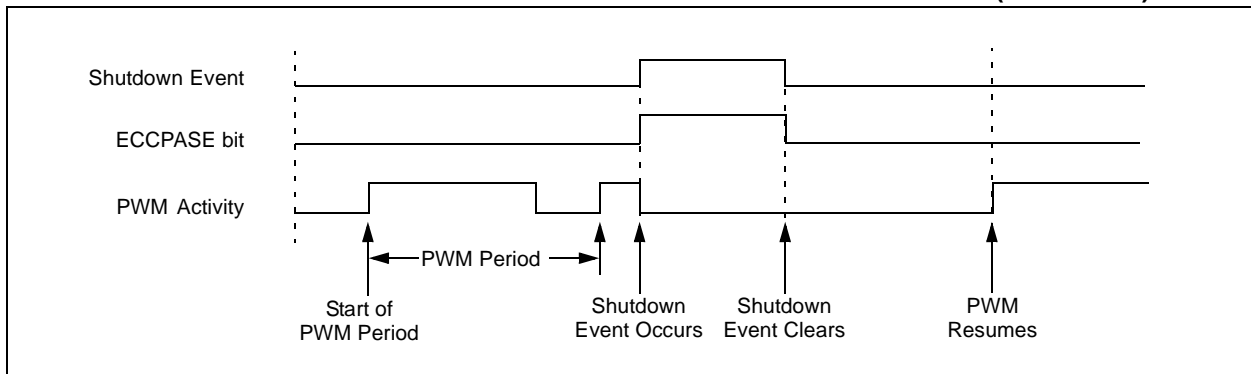 Shutdown Event
ECCPASE bit
PWM Activity
PWM Period
Start of
PWM Period
Shutdown
Event Occurs
Shutdown
Event Clears
PWM
Resumes